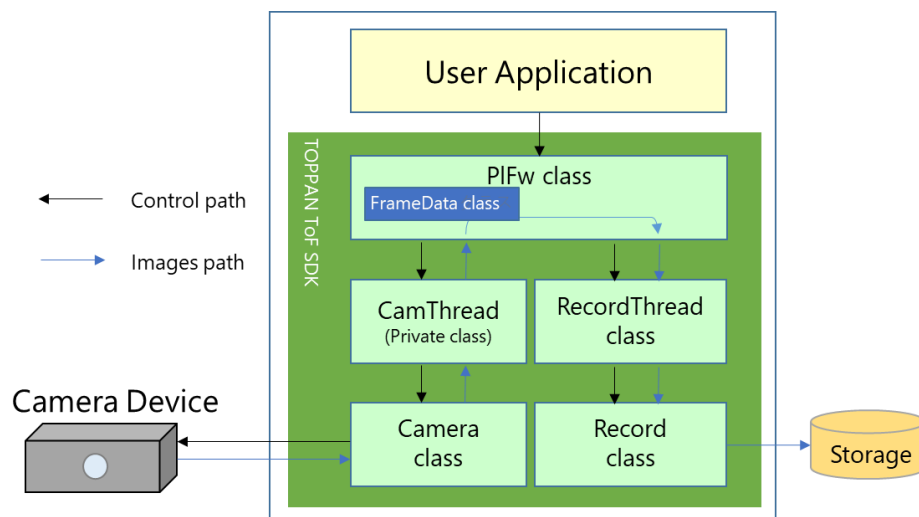 User Application
TOPPAN ToF SDK
PlFw class
FrameData class
Control path
Images path
CamThread
(Private class)
RecordThread
class
Camera Device
Camera
class
Record
class
Storage